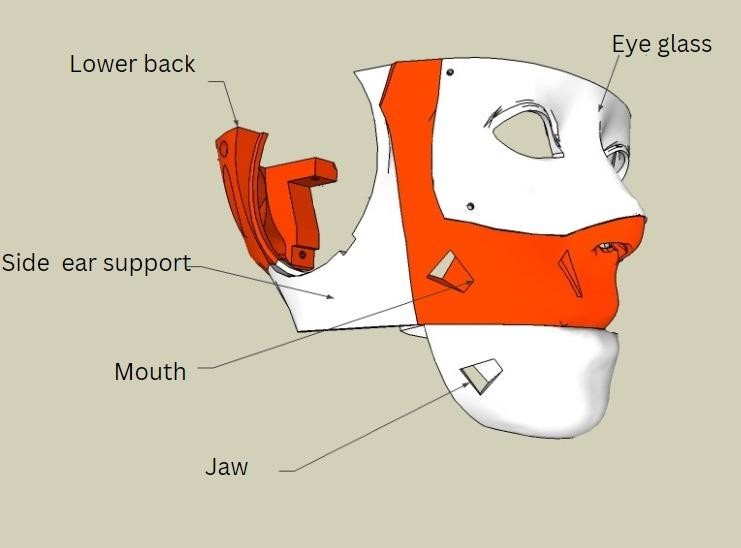 Eye glass
Lower back
Side  ear support
Mouth
Jaw